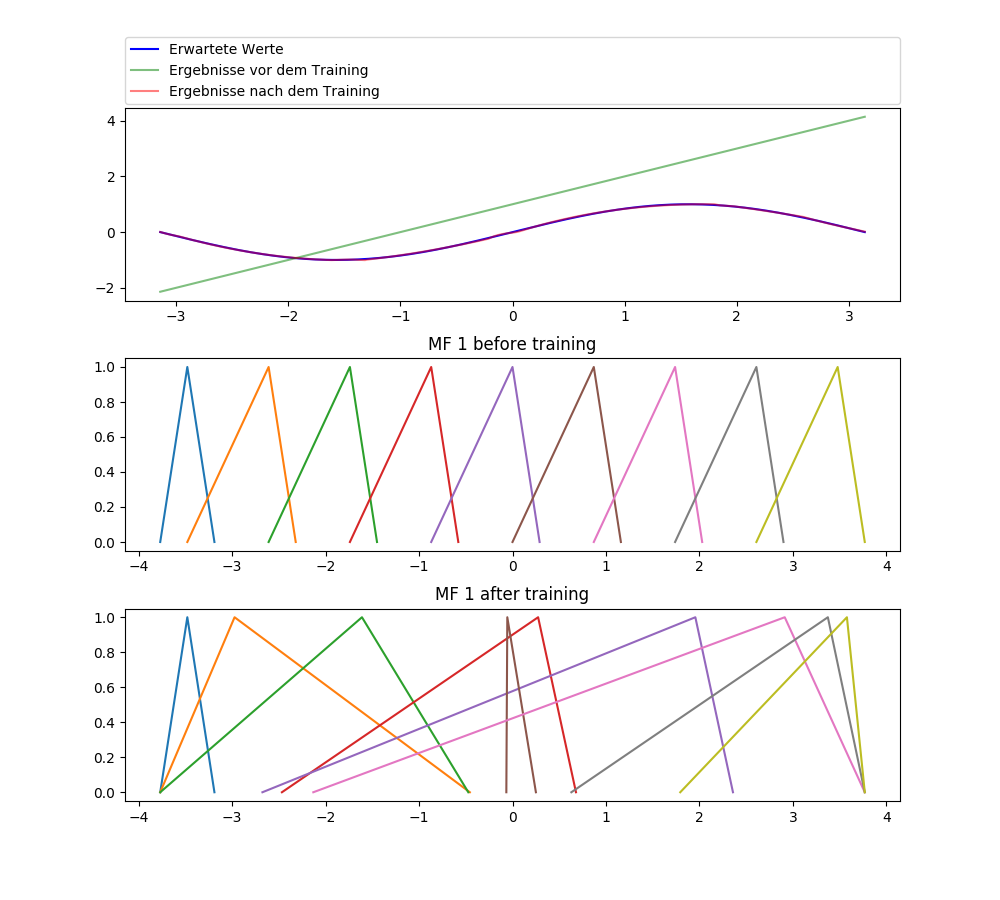 Erwartete Werte
Ergebnisse vor dem Training
Ergebnisse nach dem Training
4
2
0
−2
−3 −2 −1 0 1 2 3
MF 1 before training
1.0
0.8
0.6
0.4
0.2
0.0
−4 −3 −2 −1 0 1 2 3 4
MF 1 after training
1.0
0.8
0.6
0.4
0.2
0.0
−4 −3 −2 −1 0 1 2 3 4